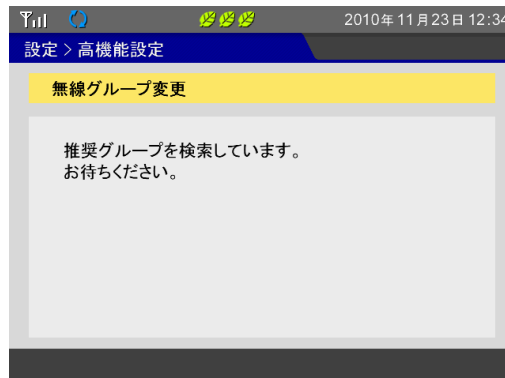 2010年11月23日 12:34
設定 > 高機能設定
無線グループ変更
推奨グループを検索しています。
お待ちください。